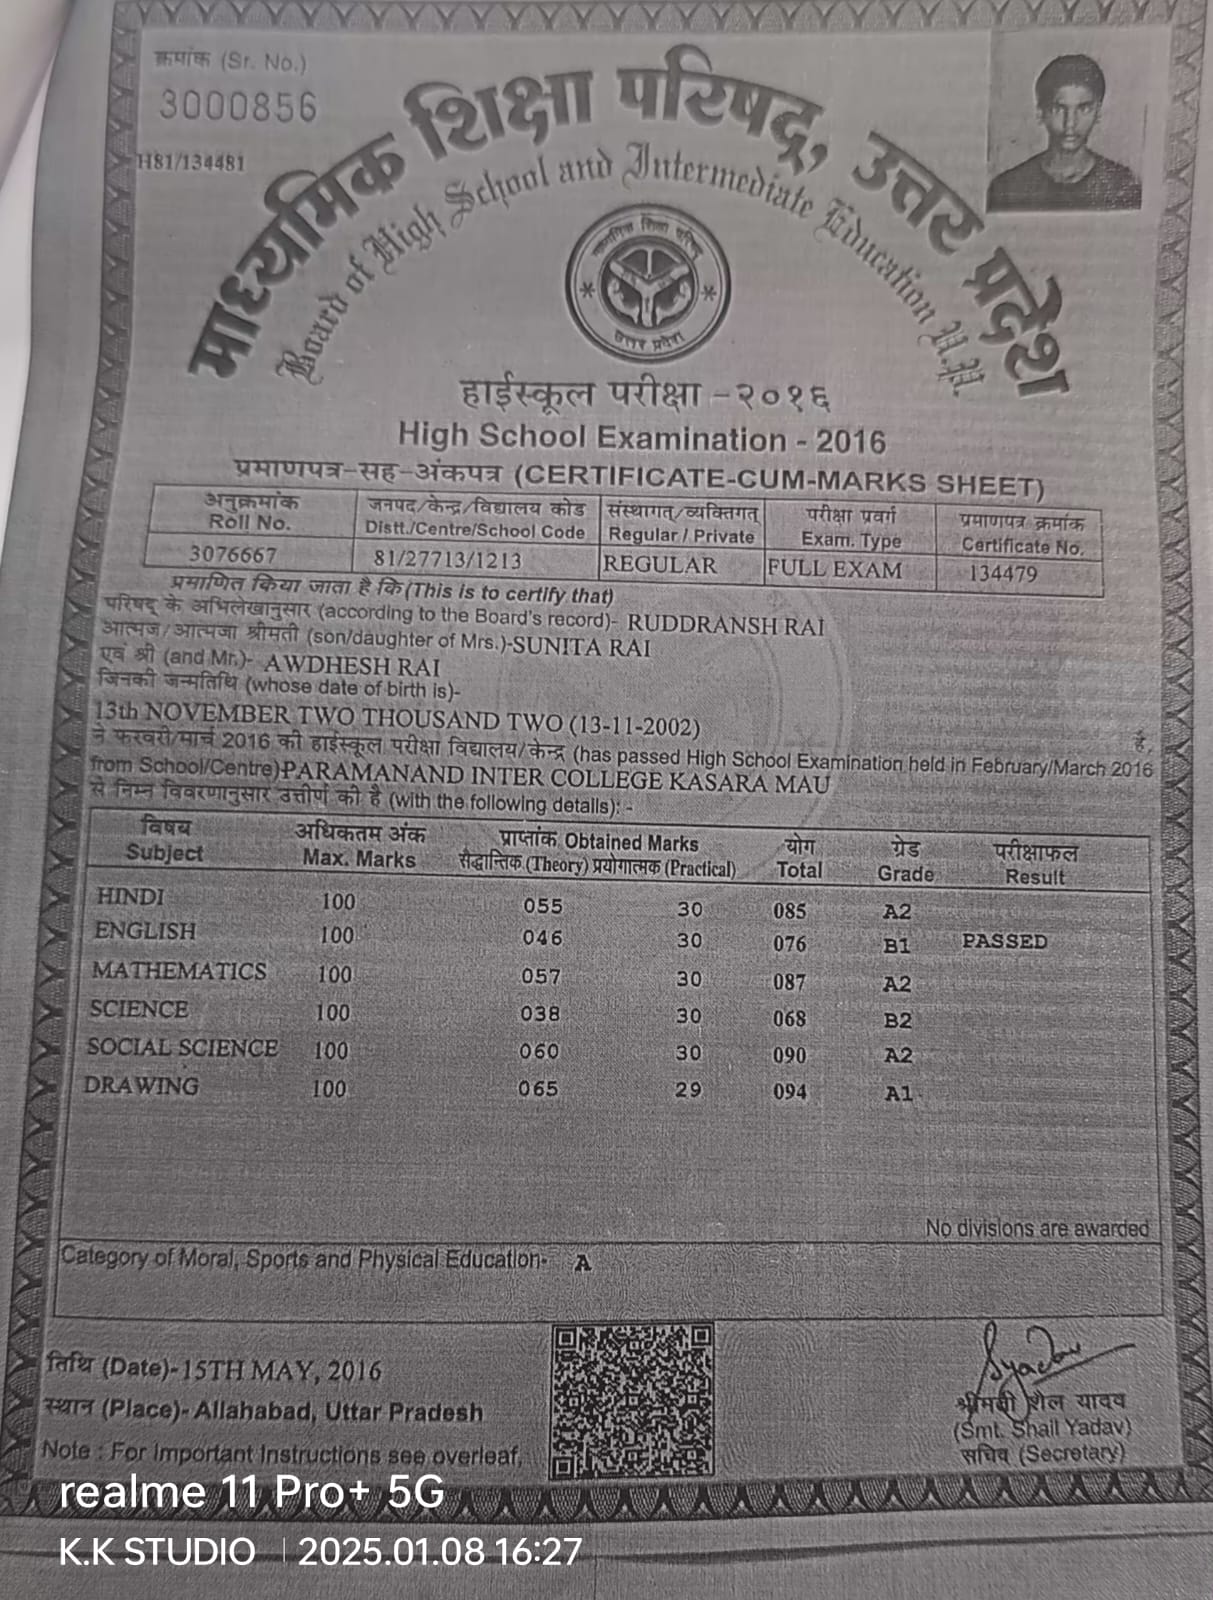 क्रमांक (Sr. No.)
3000856
H81/134481
माध्यमिक शिक्षा परिषद्, उत्तर प्रदेश
Board of High School and Intermediate Education U.P.
माध्यमिक शिक्षा परिषद्
उत्तर प्रदेश
हाईस्कूल परीक्षा -२०१६
High School Examination - 2016
प्रमाणपत्र-सह-अंकपत्र (CERTIFICATE-CUM-MARKS SHEET)
अनुक्रमांक जनपद/केन्द्र/विद्यालय कोड संस्थागत/व्यक्तिगत परीक्षा प्रवर्ग प्रमाणपत्र क्रमांक
Roll No. Distt./Centre/School Code Regular / Private Exam. Type Certificate No.
3076667 81/27713/1213 REGULAR FULL EXAM 134479
प्रमाणित किया जाता है कि (This is to certify that)
परिषद् के अभिलेखानुसार (according to the Board's record)- RUDDRANSH RAI
आत्मज/आत्मजा श्रीमती (son/daughter of Mrs.)-SUNITA RAI
एवं श्री (and Mr.)- AWDHESH RAI
जिनकी जन्मतिथि (whose date of birth is)-
13th NOVEMBER TWO THOUSAND TWO (13-11-2002)
ने फरवरी/मार्च 2016 की हाईस्कूल परीक्षा विद्यालय/केन्द्र (has passed High School Examination held in February/March 2016 है,
from School/Centre)PARAMANAND INTER COLLEGE KASARA MAU
से निम्न विवरणानुसार उत्तीर्ण की है (with the following details): -
विषय अधिकतम अंक प्राप्तांक Obtained Marks योग ग्रेड परीक्षाफल
Subject Max. Marks सैद्धान्तिक (Theory) प्रयोगात्मक (Practical) Total Grade Result
HINDI 100 055 30 085 A2
ENGLISH 100 046 30 076 B1 PASSED
MATHEMATICS 100 057 30 087 A2
SCIENCE 100 038 30 068 B2
SOCIAL SCIENCE 100 060 30 090 A2
DRAWING 100 065 29 094 A1
No divisions are awarded
Category of Moral, Sports and Physical Education- A
तिथि (Date)-15TH MAY, 2016
स्थान (Place)- Allahabad, Uttar Pradesh
Note : For Important Instructions see overleaf,
Syadav
श्रीमती शैल यादव
(Smt. Shail Yadav)
सचिव (Secretary)
realme 11 Pro+ 5G
K.K STUDIO | 2025.01.08 16:27